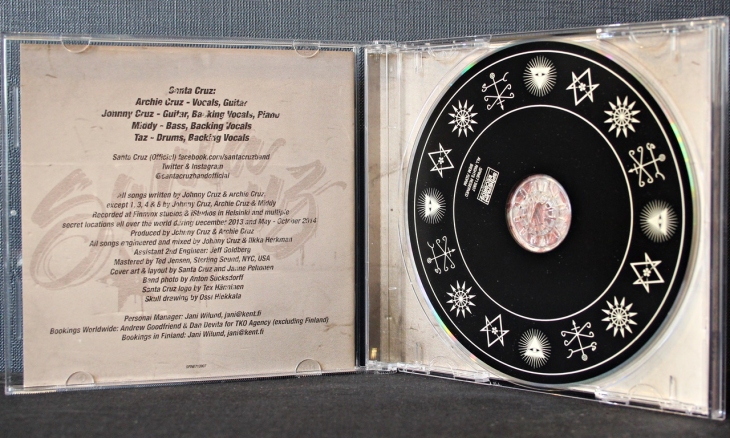 Santa Cruz:
Archie Cruz - Vocals, Guitar
Johnny Cruz - Guitar, Backing Vocals, Piano
Middy - Bass, Backing Vocals
Taz - Drums, Backing Vocals
Santa Cruz (Official) facebook.com/santacruzband
Twitter & Instagram
@santacruzbandofficial
All songs written by Johnny Cruz & Archie Cruz,
except 1, 3, 4 & 8 by Johnny Cruz, Archie Cruz & Middy
Recorded at Finnvox studios & iStudios in Helsinki and multiple
secret locations all over the world during december 2013 and May - October 2014
Produced by Johnny Cruz & Archie Cruz
All songs engineered and mixed by Johnny Cruz & Ilkka Herkman
Assistant 2nd Engineer: Jeff Goldberg
Mastered by Ted Jensen, Sterling Sound, NYC, USA
Cover art & layout by Santa Cruz and Janne Peltonen
Band photo by Anton Sucksdorff
Santa Cruz logo by Tex Hänninen
Skull drawing by Ossi Piekkala
Personal Manager: Jani Wilund, jani@kent.fi
Bookings Worldwide: Andrew Goodfriend & Dan Devita for TKO Agency (excluding Finland)
Bookings in Finland: Jani Wilund, jani@kent.fi